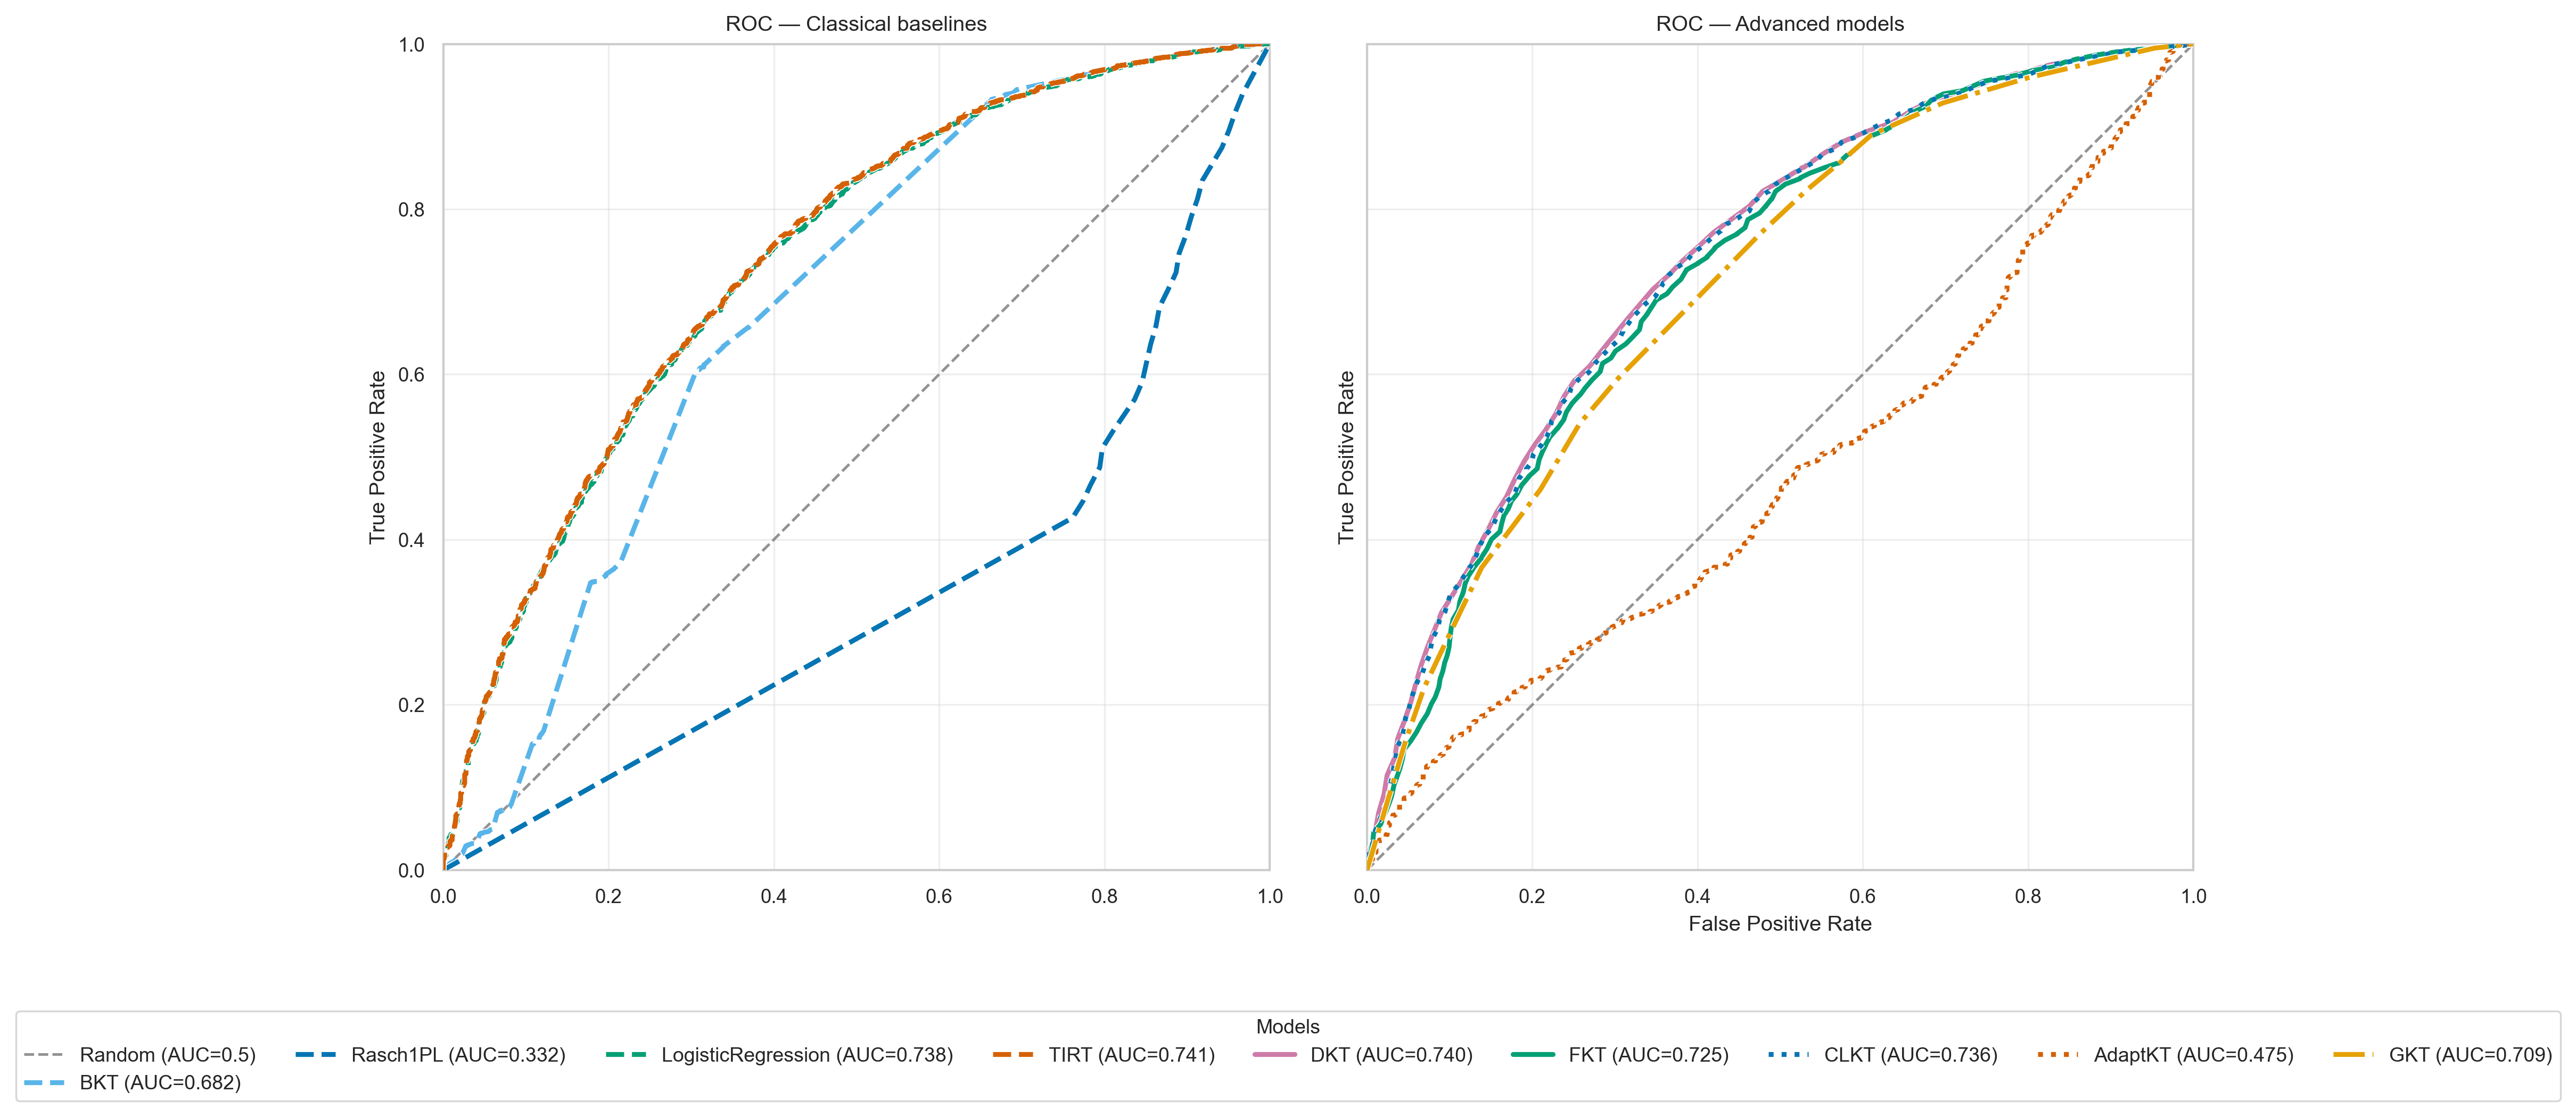 ROC — Classical baselines
1.0
0.8
0.6
0.4
0.2
0.0
True Positive Rate
0.0 0.2 0.4 0.6 0.8 1.0
ROC — Advanced models
True Positive Rate
0.0 0.2 0.4 0.6 0.8 1.0
False Positive Rate
Models
Random (AUC=0.5) Rasch1PL (AUC=0.332) LogisticRegression (AUC=0.738) TIRT (AUC=0.741) DKT (AUC=0.740) FKT (AUC=0.725) CLKT (AUC=0.736) AdaptKT (AUC=0.475) GKT (AUC=0.709)
BKT (AUC=0.682)